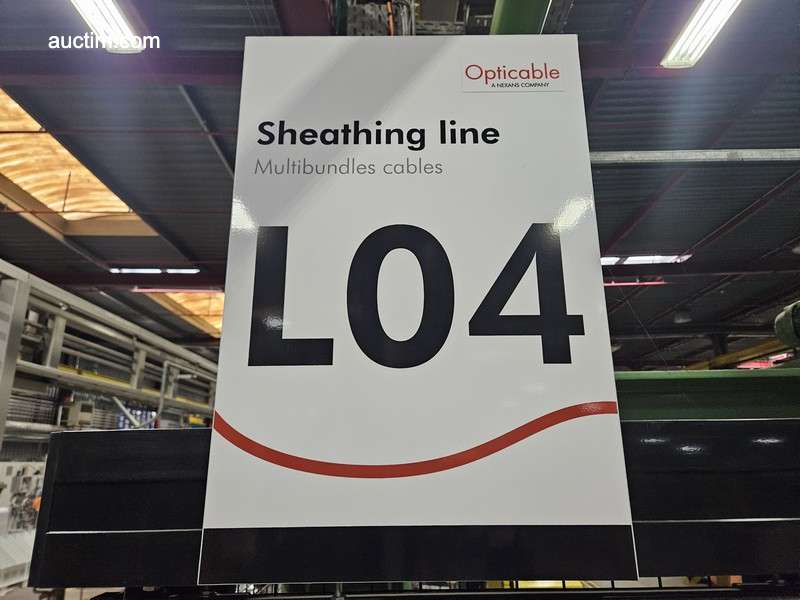 auctim.com
Opticable
A NEXANS COMPANY
Sheathing line
Multibundles cables
L04